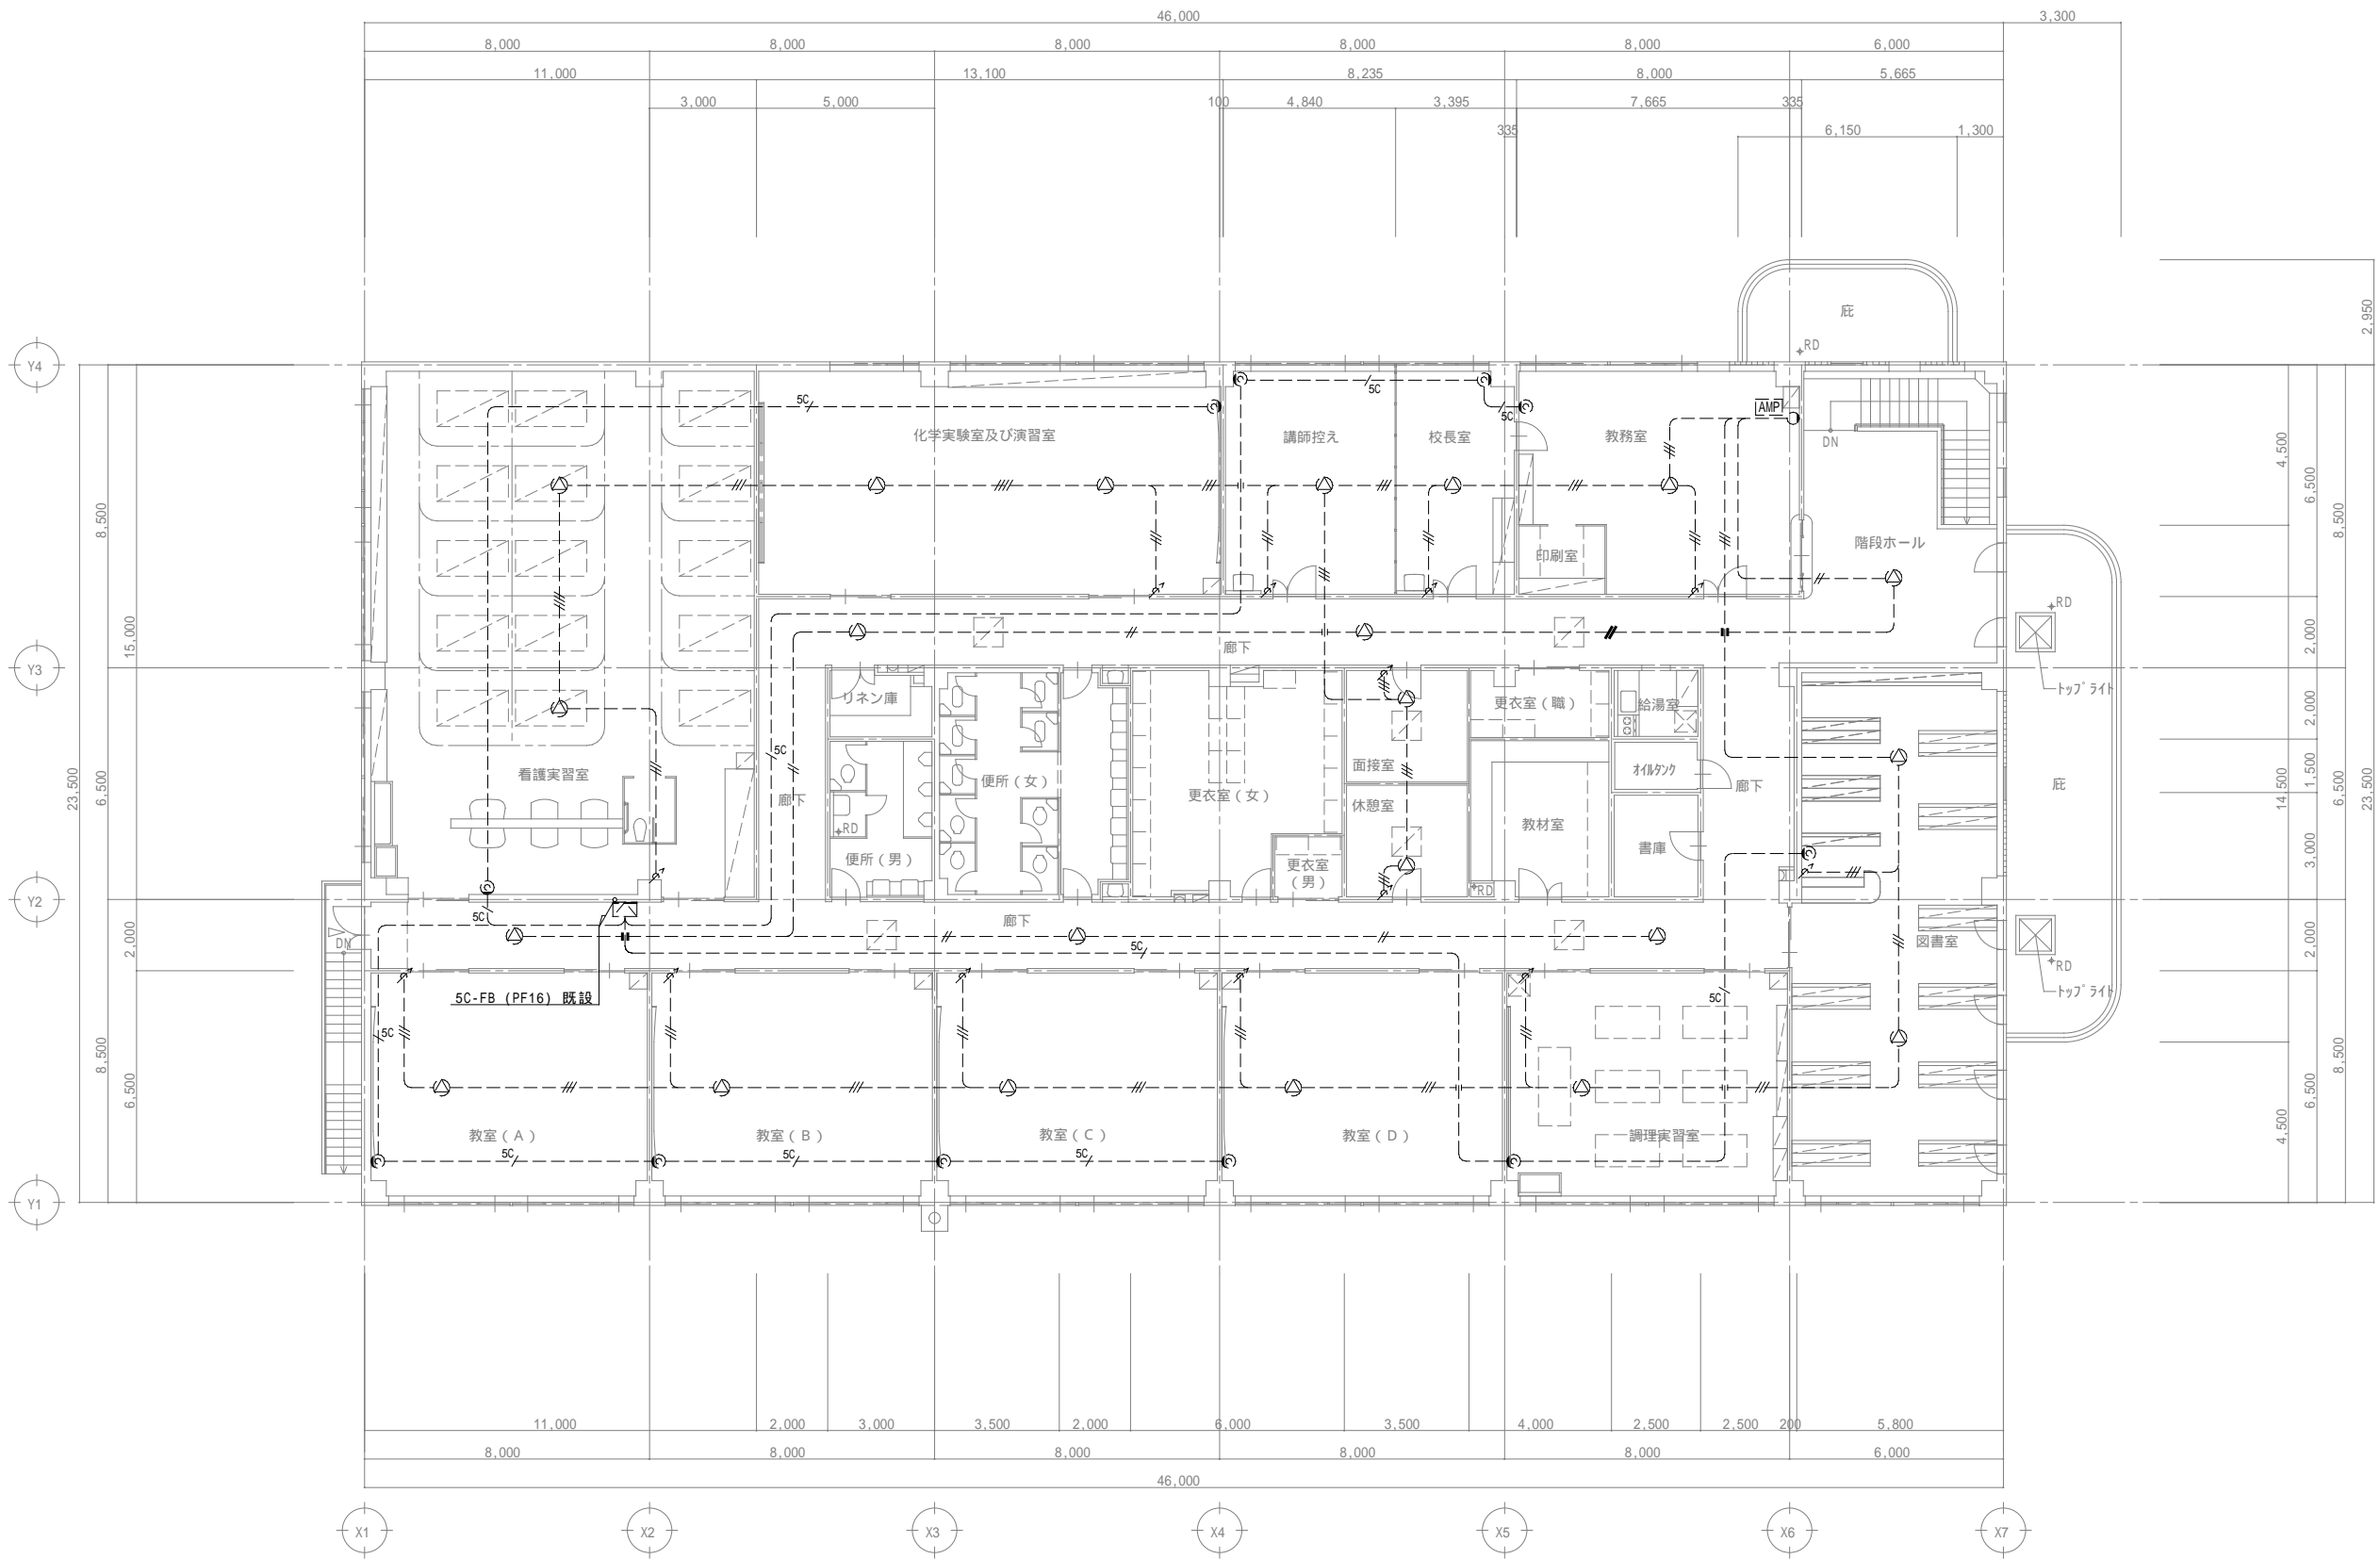 46,000
3,300
8,000
8,000
8,000
8,000
8,000
6,000
11,000
13,100
8,235
8,000
5,665
3,000
5,000
100
4,840
3,395
7,665
335
335
6,150
1,300
庇
2,950
RD
Y4
AMP
5C
5C
5C
化学実験室及び演習室
講師控え
校長室
教務室
DN
4,500
6,500
8,500
8,500
印刷室
階段ホール
RD
15,000
2,000
廊下
Y3
トップライト
リネン庫
更衣室(職)
給湯室
2,000
5C
看護実習室
面接室
オイルタンク
1,500
便所(女)
廊下
更衣室(女)
廊下
庇
23,500
6,500
休憩室
14,500
6,500
23,500
RD
教材室
書庫
3,000
便所(男)
更衣室
(男)
RD
Y2
5C
廊下
DN
2,000
図書室
2,000
5C
RD
5C-FB (PF16) 既設
5C
トップライト
5C
8,500
6,500
4,500
6,500
8,500
教室(A)
教室(B)
教室(C)
教室(D)
調理実習室
5C
5C
5C
Y1
11,000
2,000
3,000
3,500
2,000
6,000
3,500
4,000
2,500
2,500
200
5,800
8,000
8,000
8,000
8,000
8,000
6,000
46,000
X1
X2
X3
X4
X5
X6
X7